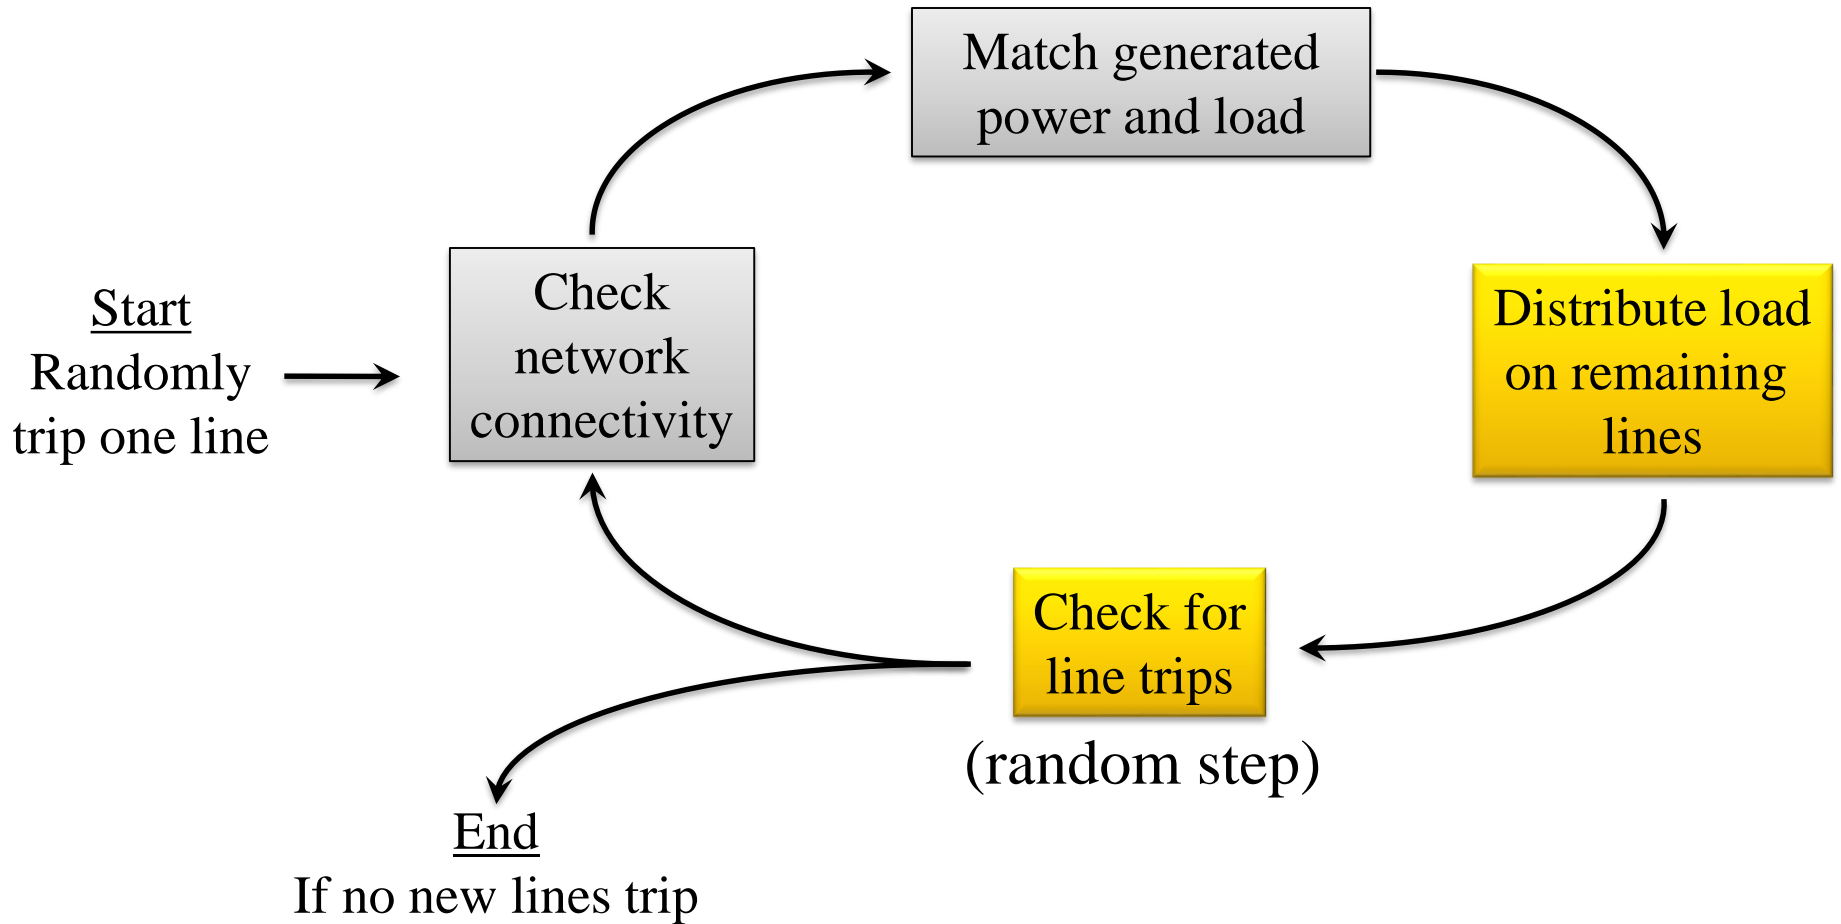 Start
Randomly
trip one line
Check
network
connectivity
Match generated
power and load
Distribute load
on remaining
lines
Check for
line trips
(random step)
End
If no new lines trip